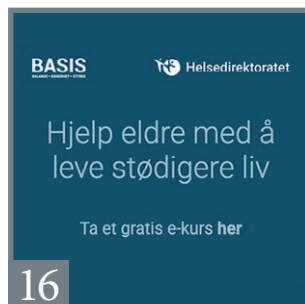 BASIS
BALANSE • SIKKERHET • STYRKE
Helsedirektoratet
Hjelp eldre med å
leve stødigere liv
Ta et gratis e-kurs her
16